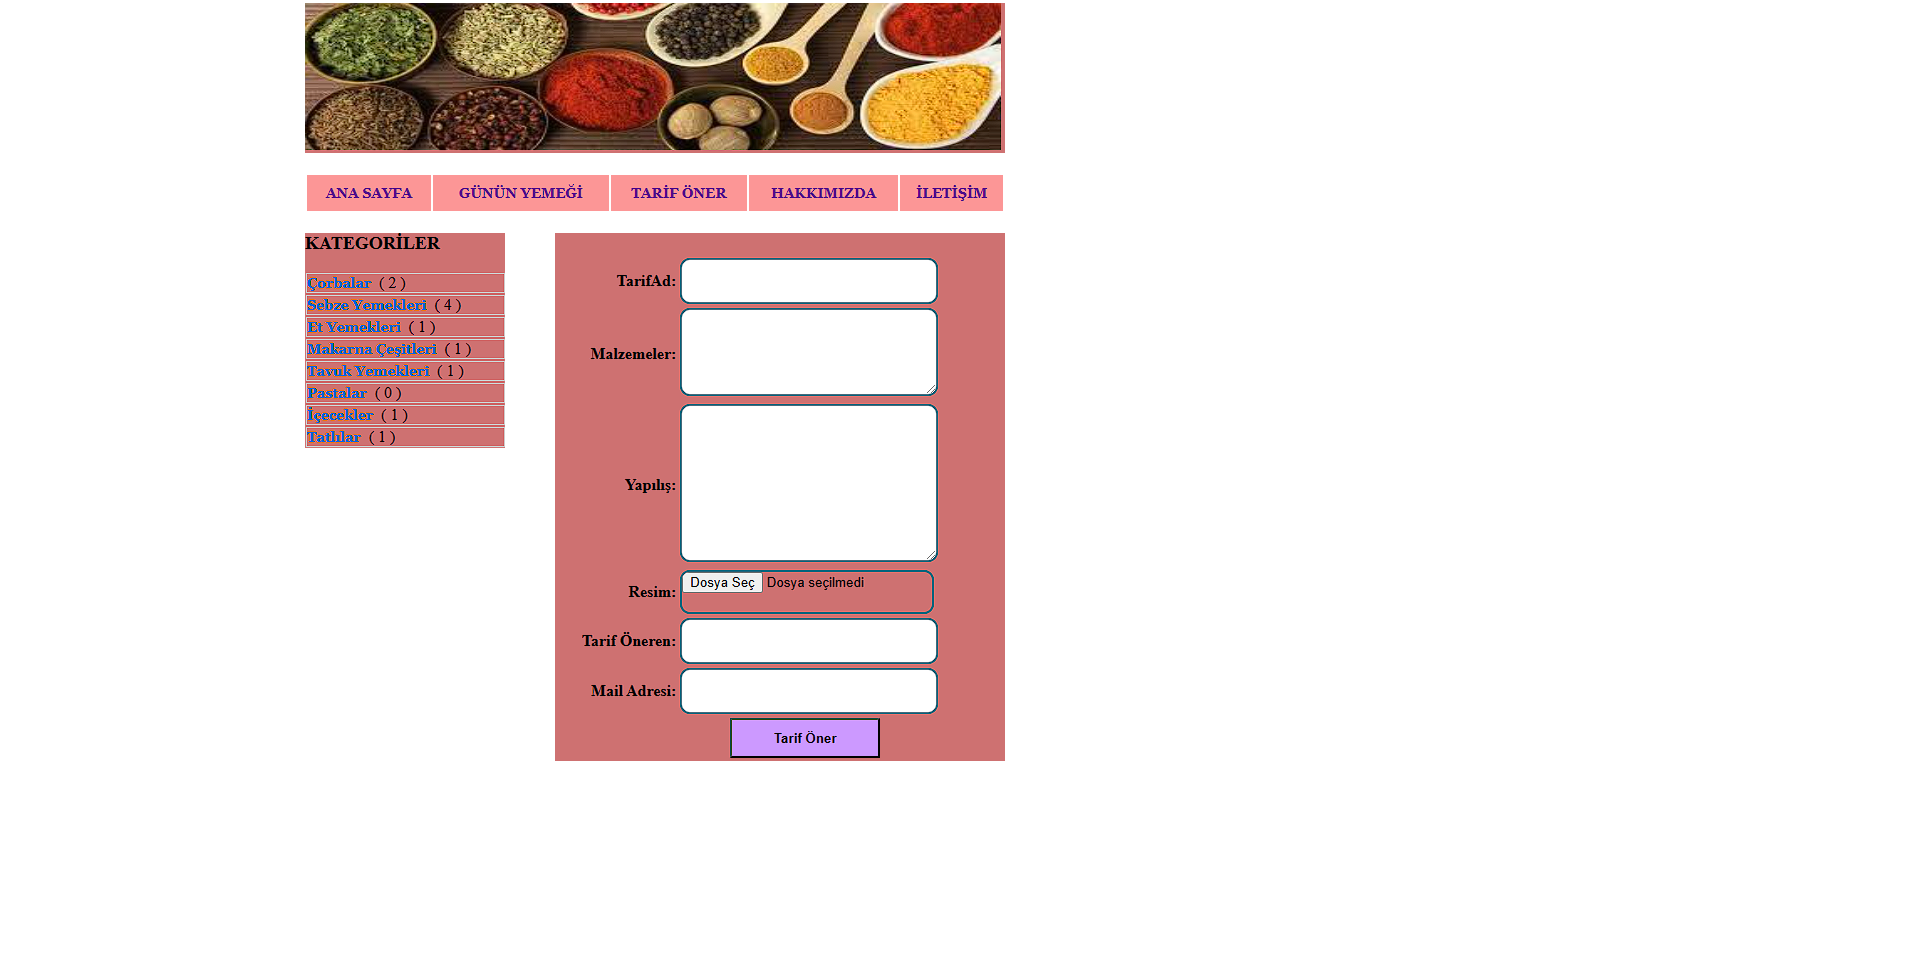 ANA SAYFA GÜNÜN YEMEĞİ TARİF ÖNER HAKKIMIZDA İLETİŞİM
KATEGORİLER
Çorbalar ( 2 )
Sebze Yemekleri ( 4 )
Et Yemekleri ( 1 )
Makarna Çeşitleri ( 1 )
Tavuk Yemekleri ( 1 )
Pastalar ( 0 )
İçecekler ( 1 )
Tatlılar ( 1 )
TarifAd:
Malzemeler:
Yapılış:
Resim: Dosya Seç Dosya seçilmedi
Tarif Öneren:
Mail Adresi:
Tarif Öner